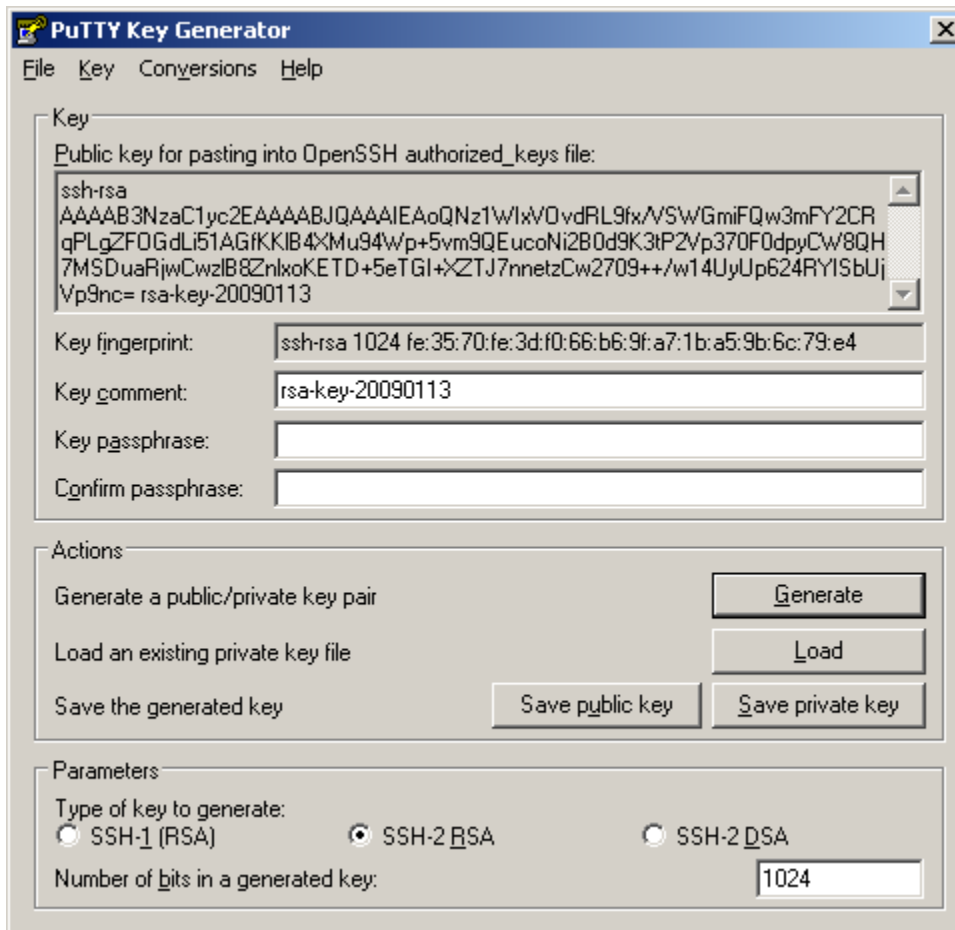 PuTTY Key Generator
File Key Conversions Help
Key
Public key for pasting into OpenSSH authorized_keys file:
ssh-rsa
AAAAB3NzaC1yc2EAAAABJQAAAIEAoQNz1WIxVOvdRL9fx/VSWGmiFQw3mFY2CR
qPLgZFOGdLi51AGfKKIB4XMu94Wp+5vm9QEucoNi2B0d9K3tP2Vp370F0dpyCW8QH
7MSDuaRjwCwzIB8ZnlxoKETD+5eTGI+XZTJ7nnetzCw2709++/w14UyUp624RYISbUj
Vp9nc= rsa-key-20090113
Key fingerprint: ssh-rsa 1024 fe:35:70:fe:3d:f0:66:b6:9f:a7:1b:a5:9b:6c:79:e4
Key comment: rsa-key-20090113
Key passphrase:
Confirm passphrase:
Actions
Generate a public/private key pair Generate
Load an existing private key file Load
Save the generated key Save public key Save private key
Parameters
Type of key to generate:
SSH-1 (RSA) SSH-2 RSA SSH-2 DSA
Number of bits in a generated key: 1024